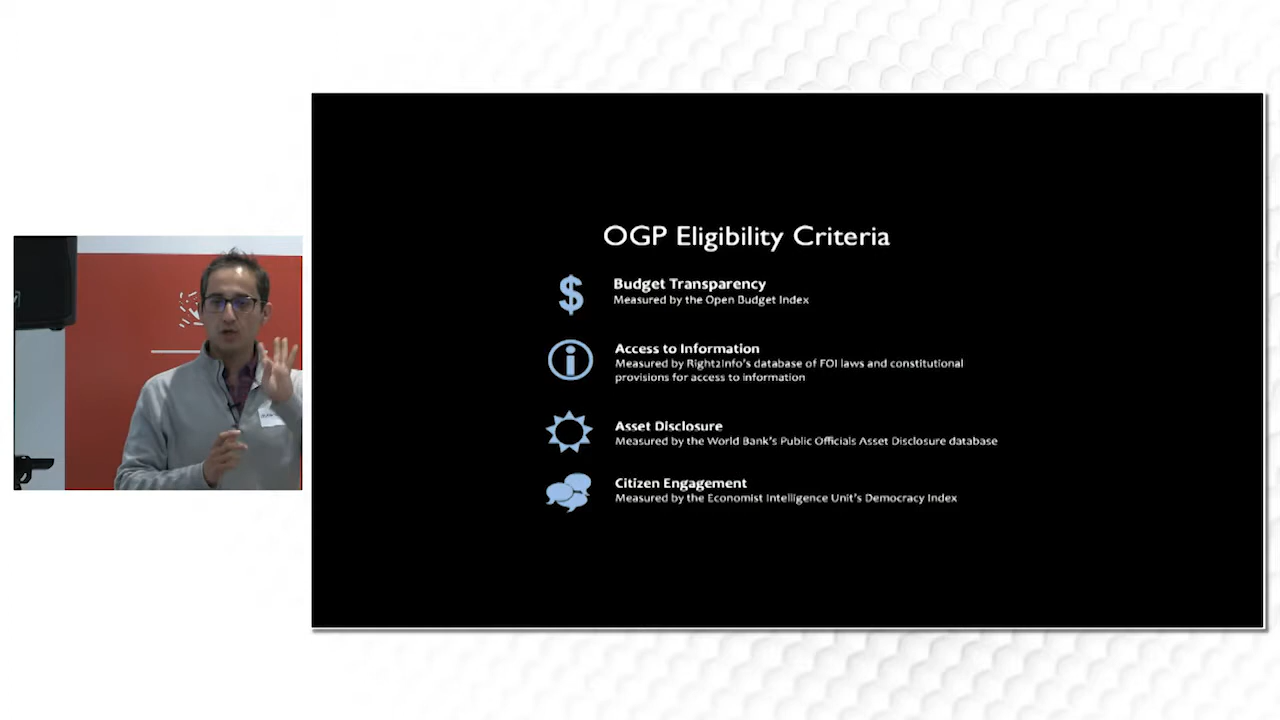 OGP Eligibility Criteria
Budget Transparency
Measured by the Open Budget Index
Access to Information
Measured by Right2Info's database of FOI laws and constitutional
provisions for access to information
Asset Disclosure
Measured by the World Bank's Public Officials Asset Disclosure database
Citizen Engagement
Measured by the Economist Intelligence Unit's Democracy Index